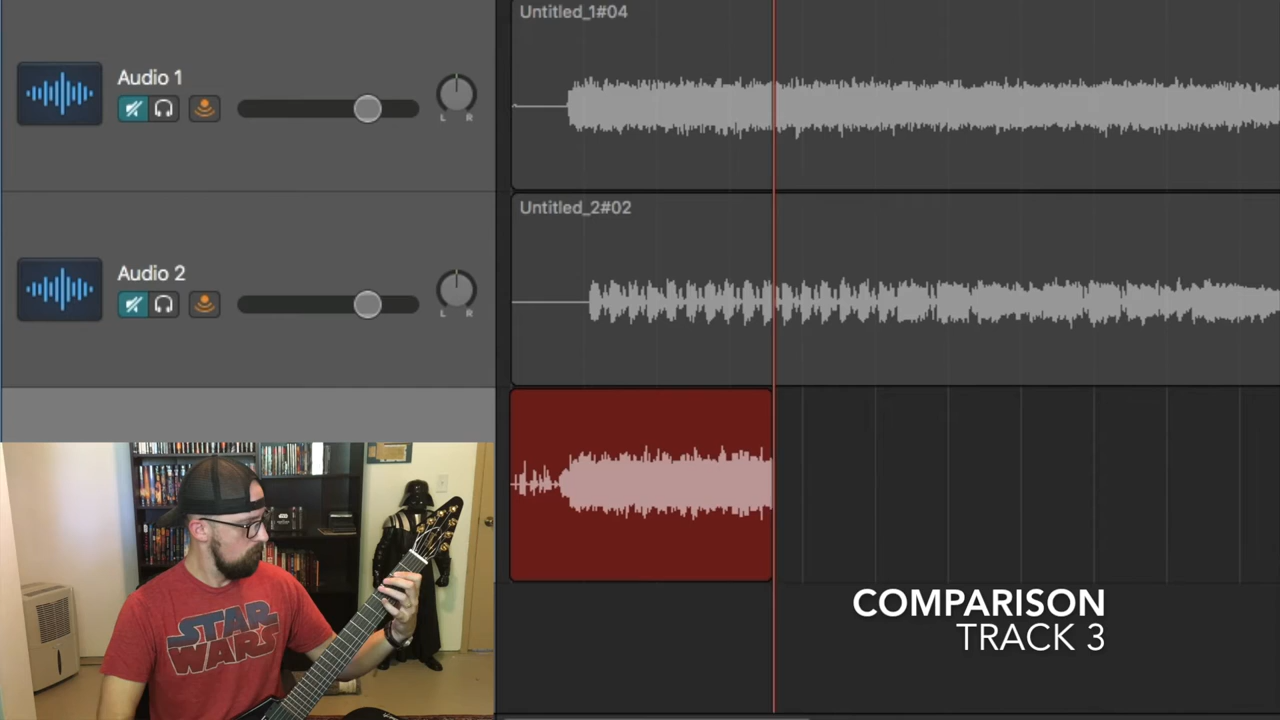 Untitled_1#04
Audio 1
L R
Untitled_2#02
Audio 2
L R
STAR
WARS
COMPARISON
TRACK 3